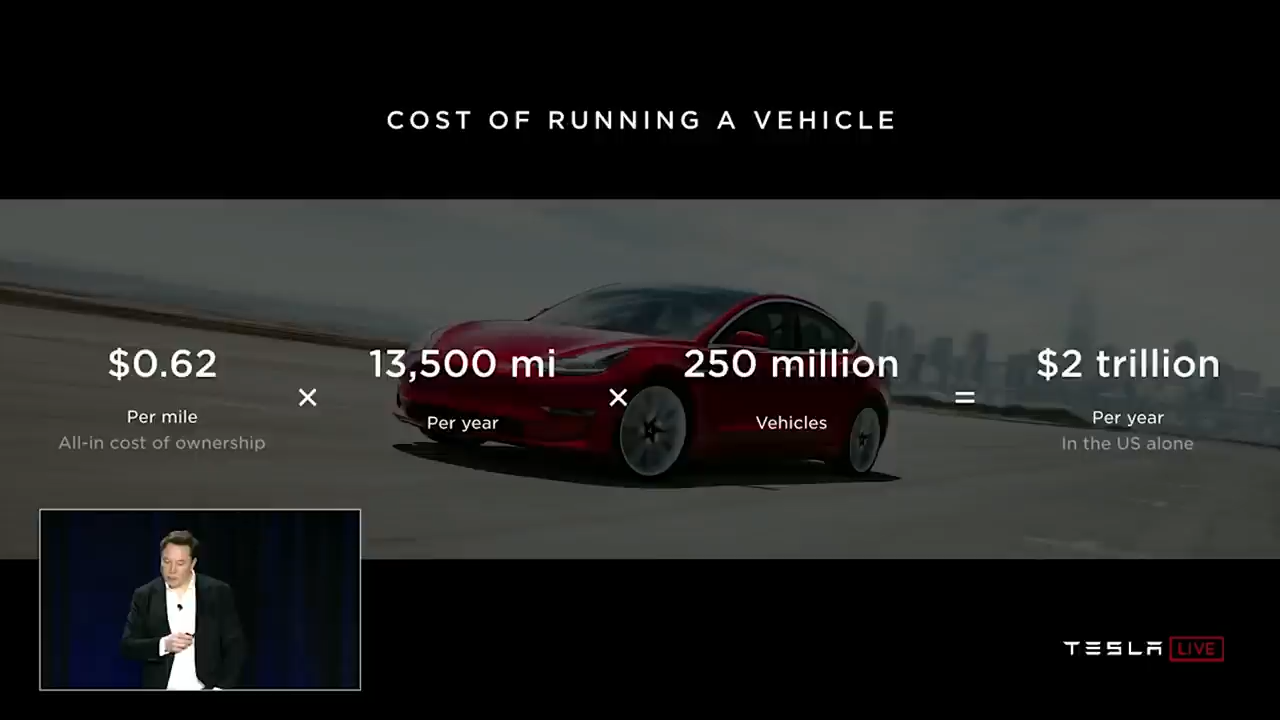 COST OF RUNNING A VEHICLE
$0.62
Per mile
All-in cost of ownership
×
13,500 mi
Per year
×
250 million
Vehicles
=
$2 trillion
Per year
In the US alone
TESLA LIVE